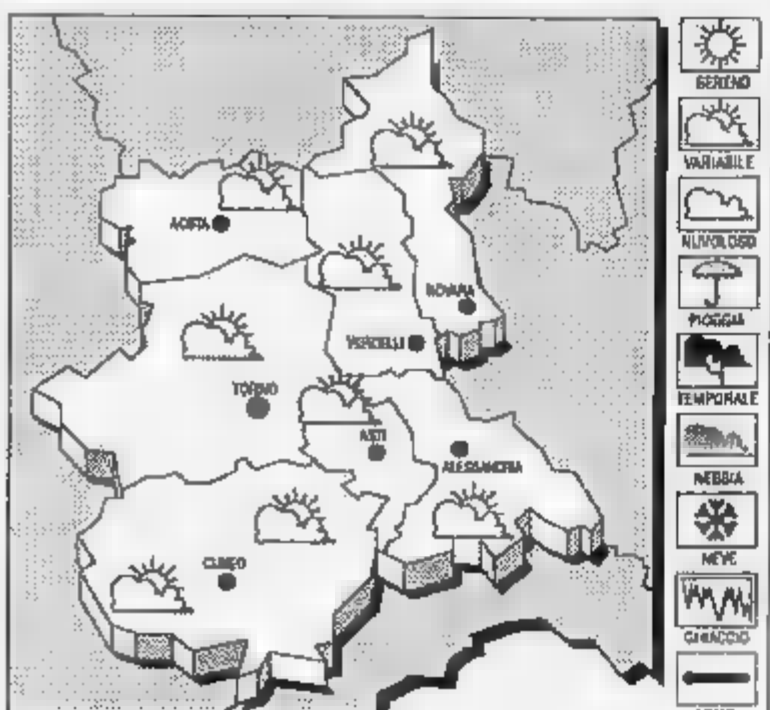 AOSTA
NOVARA
VERCELLI
TORINO
ASTI
ALESSANDRIA
CUNEO
SERENO
VARIABILE
NUVOLOSO
PIOGGIA
TEMPORALE
NEBBIA
NEVE
GHIACCIO